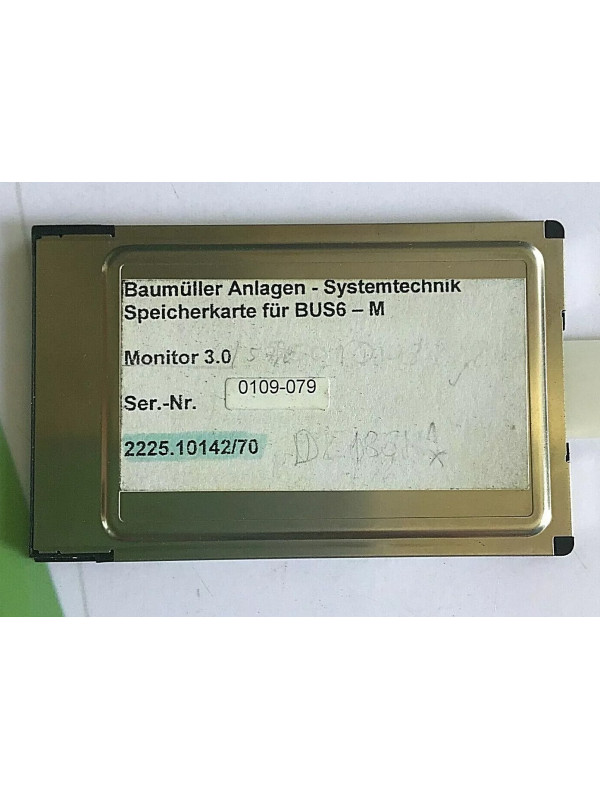 Baumüller Anlagen - Systemtechnik
Speicherkarte für BUS6 – M
Monitor 3.0
Ser.-Nr. 0109-079
2225.10142/70